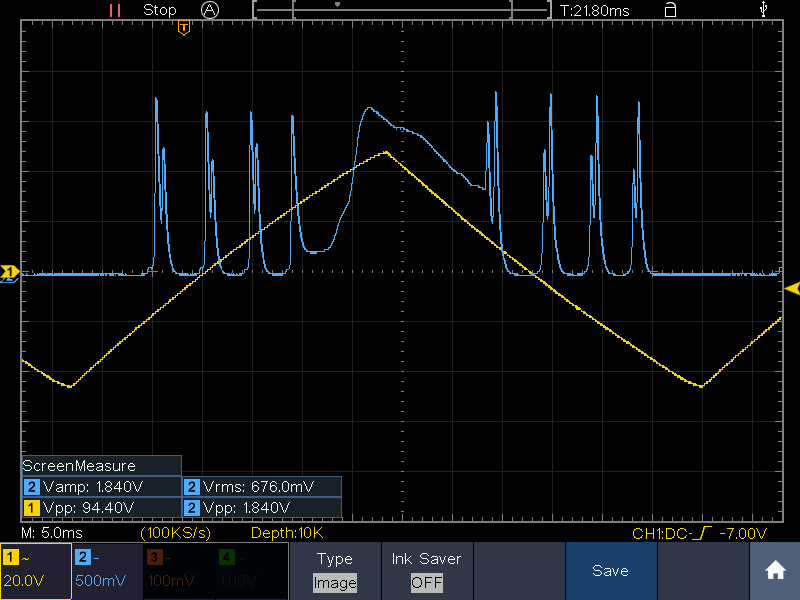 Stop A T:21.80ms
T
1
2
ScreenMeasure
2 Vamp: 1.840V 2 Vrms: 676.0mV
1 Vpp: 94.40V 2 Vpp: 1.840V
M: 5.0ms (100KS/s) Depth:10K CH1:DC- -7.00V
1 ~ 2 - 3 - 4 -
20.0V 500mV 100mV 1.00V
Type Ink Saver Save
Image OFF